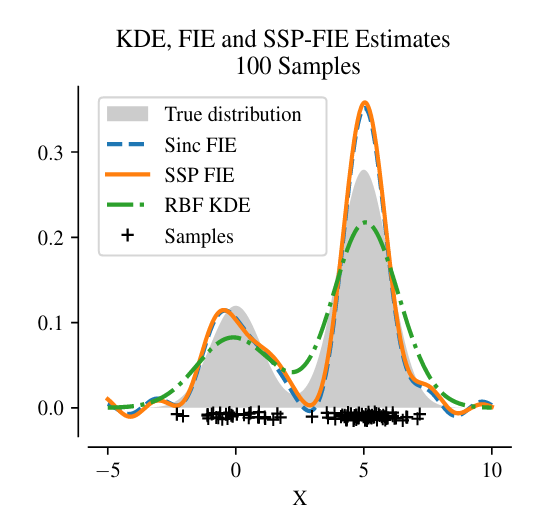 KDE, FIE and SSP-FIE Estimates
100 Samples
True distribution
Sinc FIE
SSP FIE
RBF KDE
Samples
0.3
0.2
0.1
0.0
−5 0 5 10
X